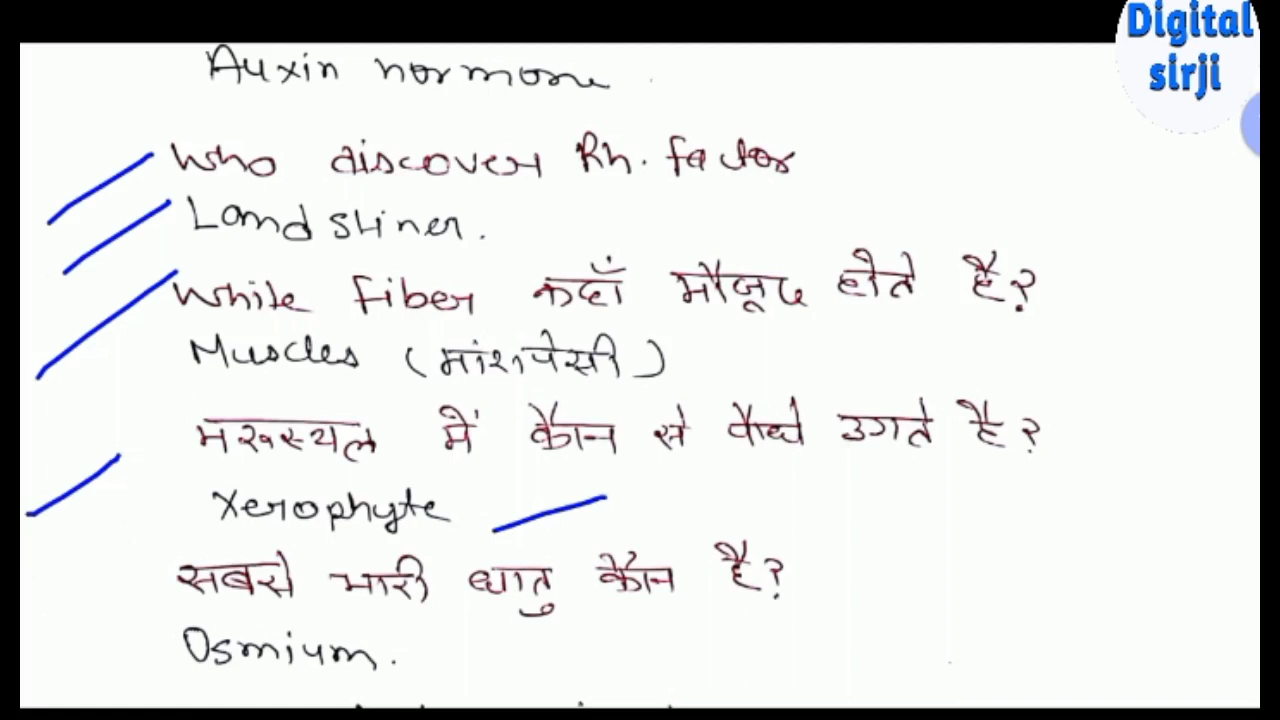 Digital
sirji
Auxin hormone
Who discover Rh. factor
Landstiner.
White fiber कहाँ मौजूद होते है?
Muscles (मांशपेसी)
मरूस्थल में कौन से पौधे उगते है?
Xerophyte
सबसे भारी धातु कौन है?
Osmium.